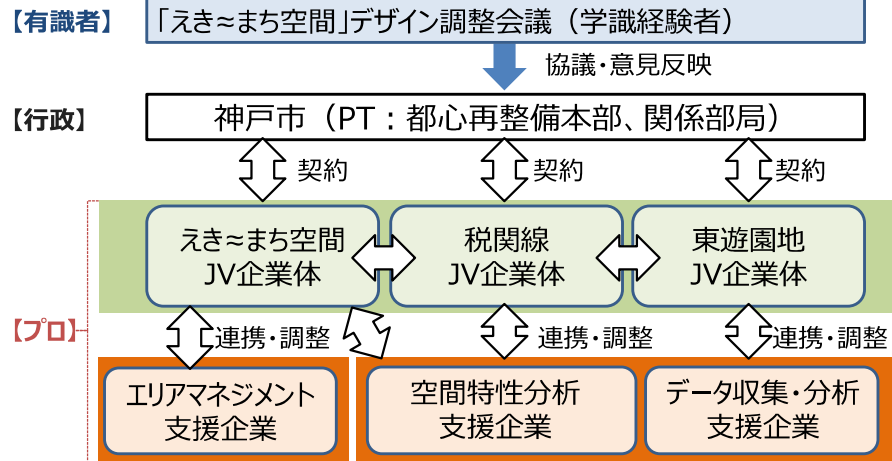 【有識者】
「えき≈まち空間」デザイン調整会議（学識経験者）
協議・意見反映
【行政】
神戸市（PT：都心再整備本部、関係部局）
契約
契約
契約
【プロ】
えき≈まち空間
JV企業体
税関線
JV企業体
東遊園地
JV企業体
連携・調整
連携・調整
連携・調整
エリアマネジメント
支援企業
空間特性分析
支援企業
データ収集・分析
支援企業